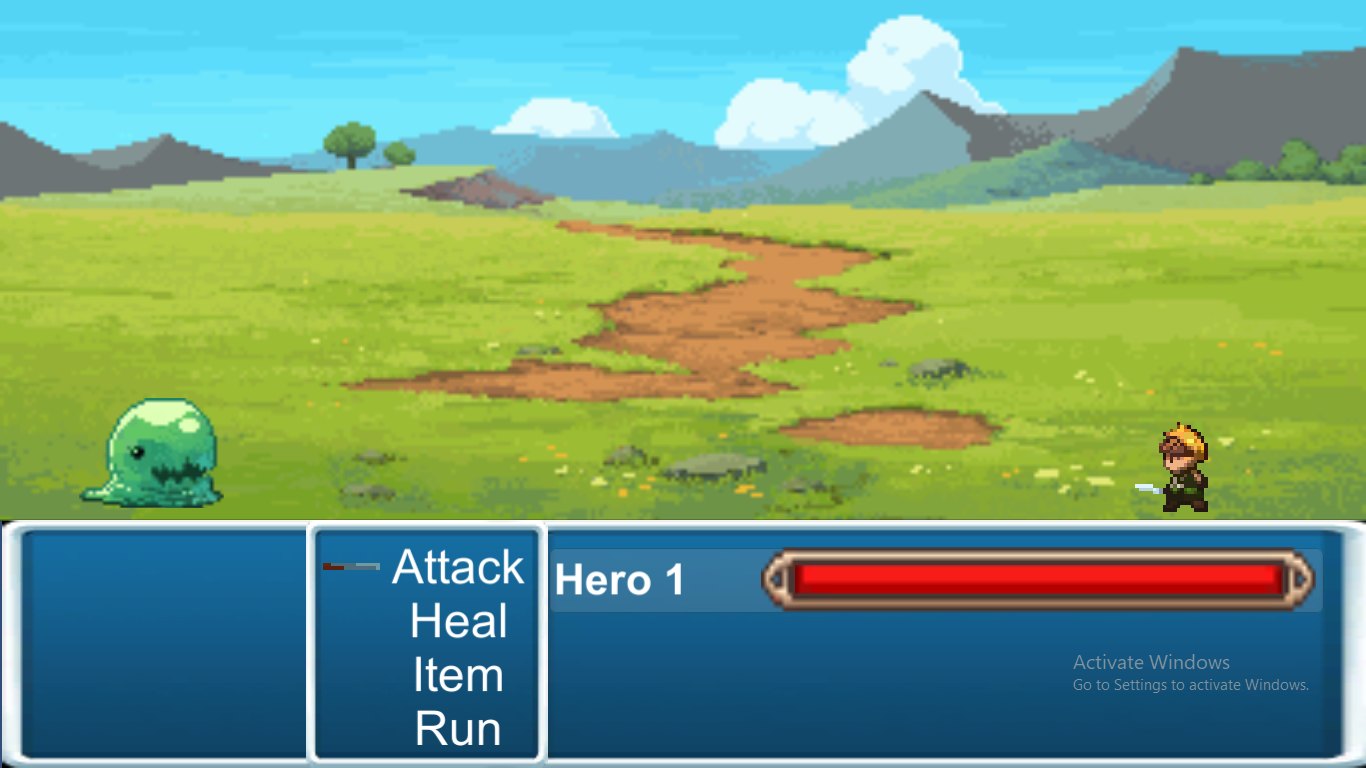 Attack
Heal
Item
Run
Hero 1
Activate Windows
Go to Settings to activate Windows.